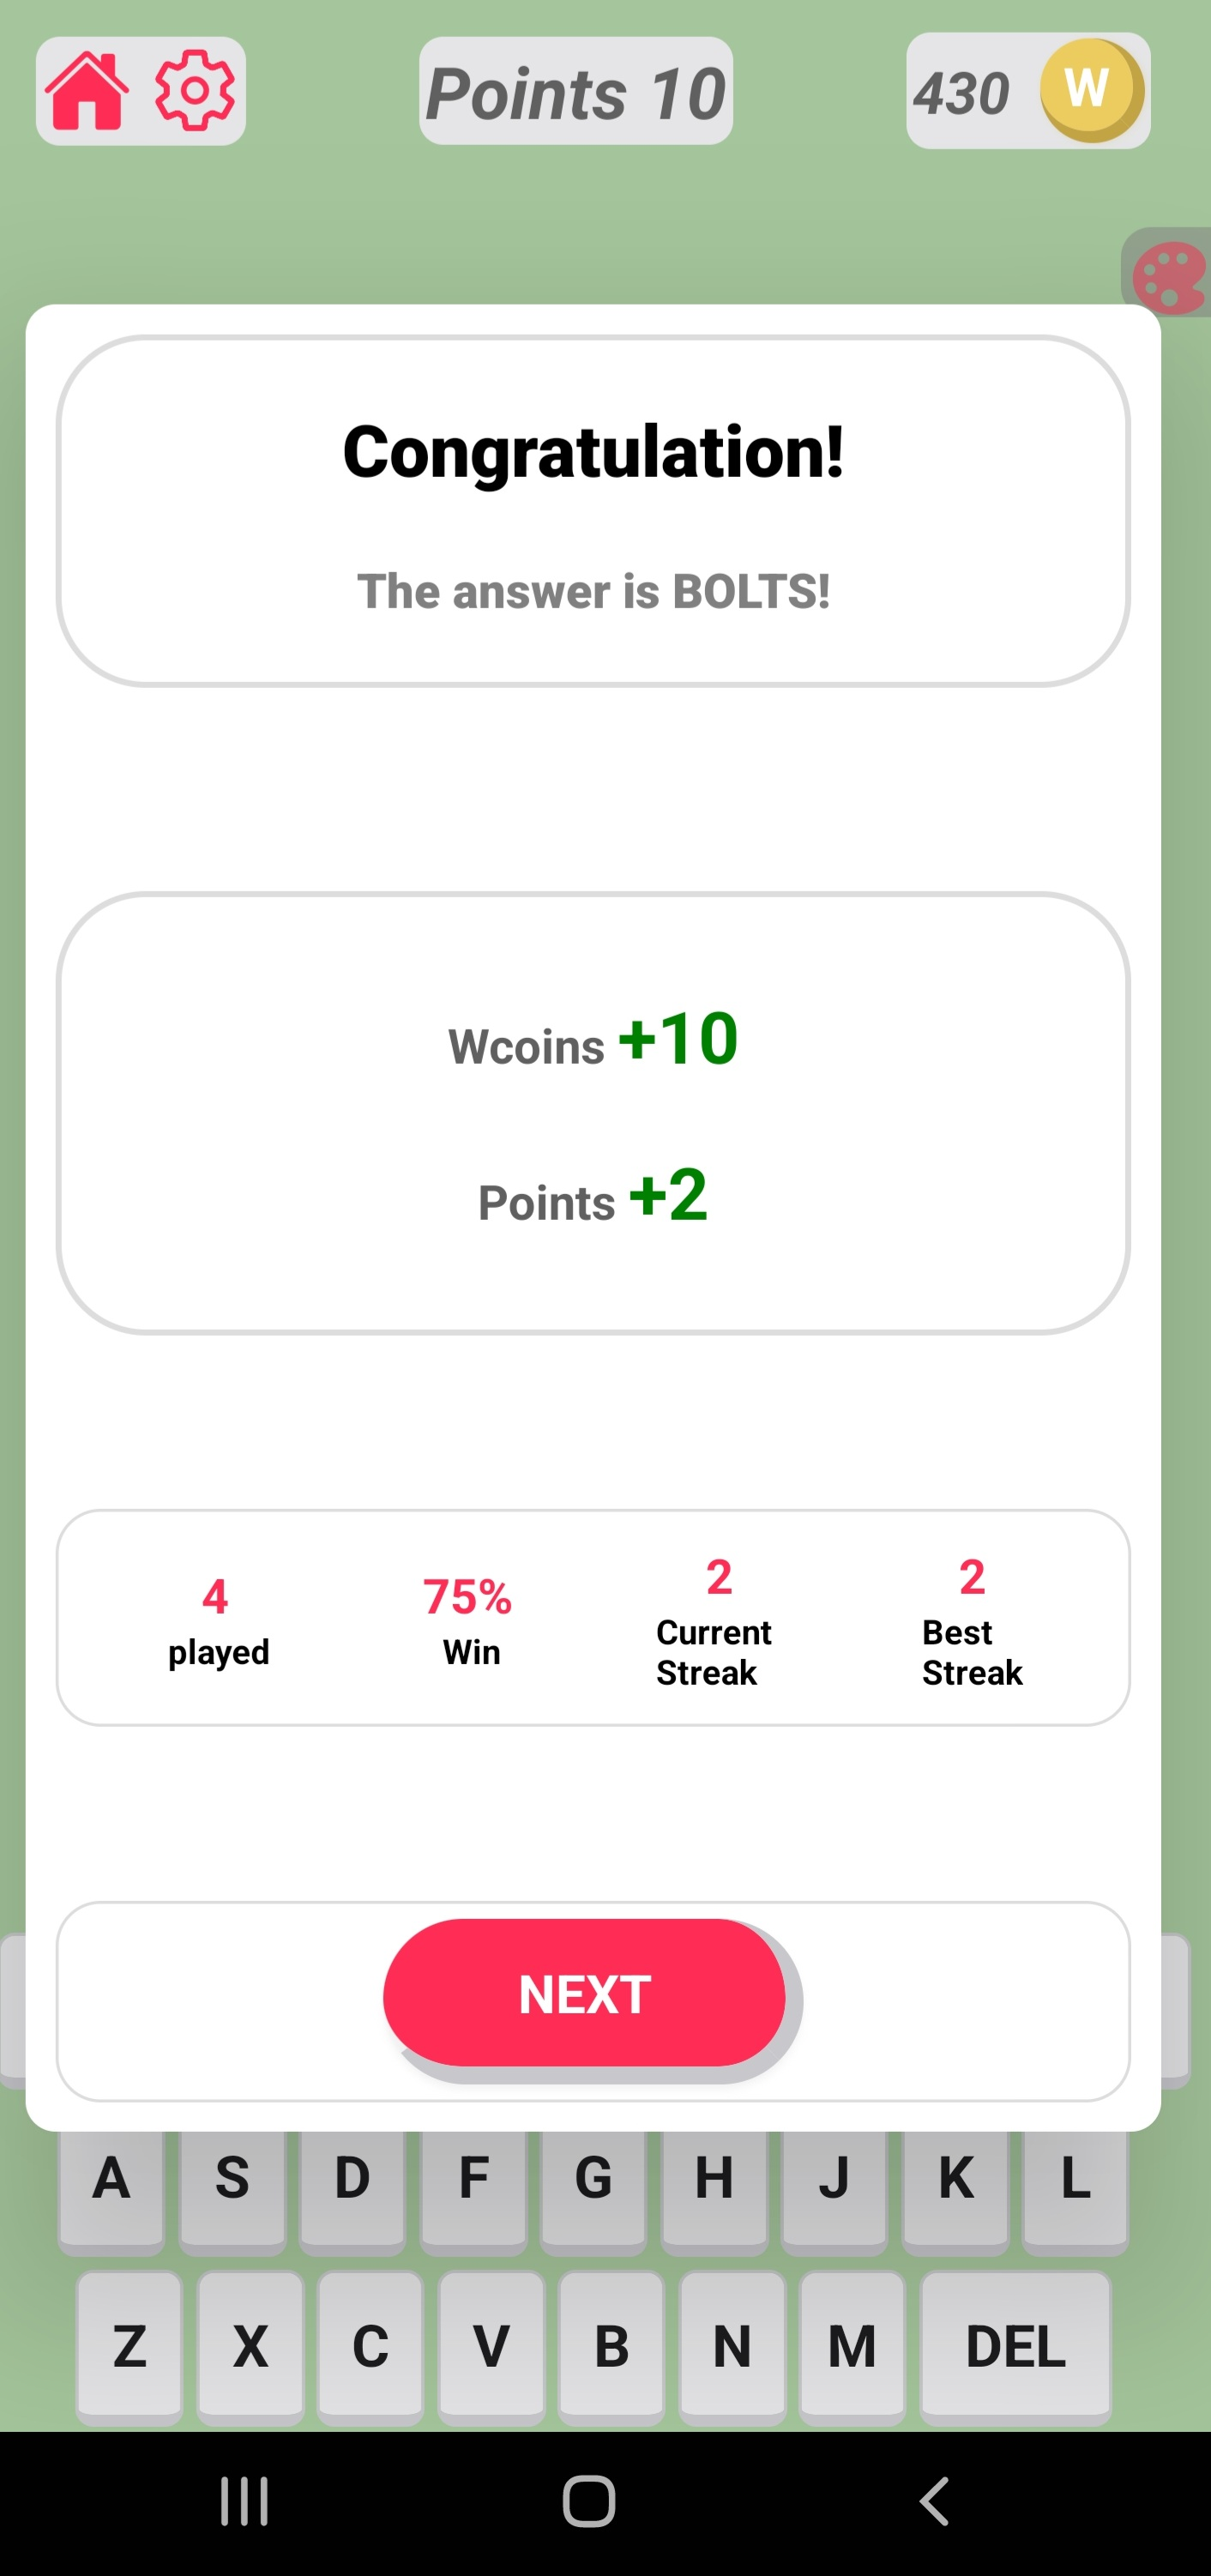 Points 10
430 W
Congratulation!
The answer is BOLTS!
Wcoins +10
Points +2
4
played
75%
Win
2
Current
Streak
2
Best
Streak
NEXT
A S D F G H J K L
Z X C V B N M DEL